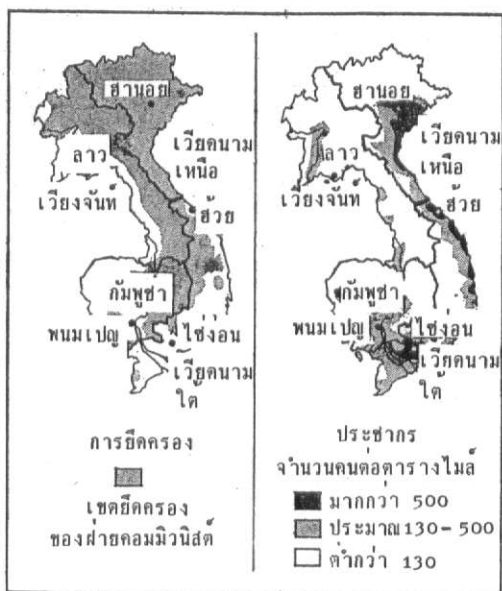 ฮานอย
ลาว
เวียดนาม
เหนือ
เวียงจันท์
ฮ้วย
กัมพูช่า
พนมเปญ
ไซ่ง่อน
เวียดนาม
ใต้
การยึดครอง
เขตยึดครอง
ของฝ่ายคอมมิวนิสต์
ฮานอย
ลาว
เวียดนาม
เหนือ
เวียงจันท์
ฮ้วย
กัมพูช่า
พนมเปญ
ไซ่ง่อน
เวียดนาม
ใต้
ประชากร
จำนวนคนต่อตารางไมล์
มากกว่า 500
ประมาณ 130-500
ต่ำกว่า 130